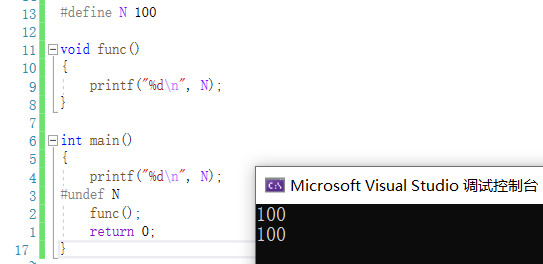 14
13 #define N 100
12
11 void func()
10 {
9 printf("%d\n", N);
8 }
7
6 int main()
5 {
4 printf("%d\n", N);
3 #undef N
2 func();
1 return 0;
17 }
Microsoft Visual Studio 调试控制台
100
100